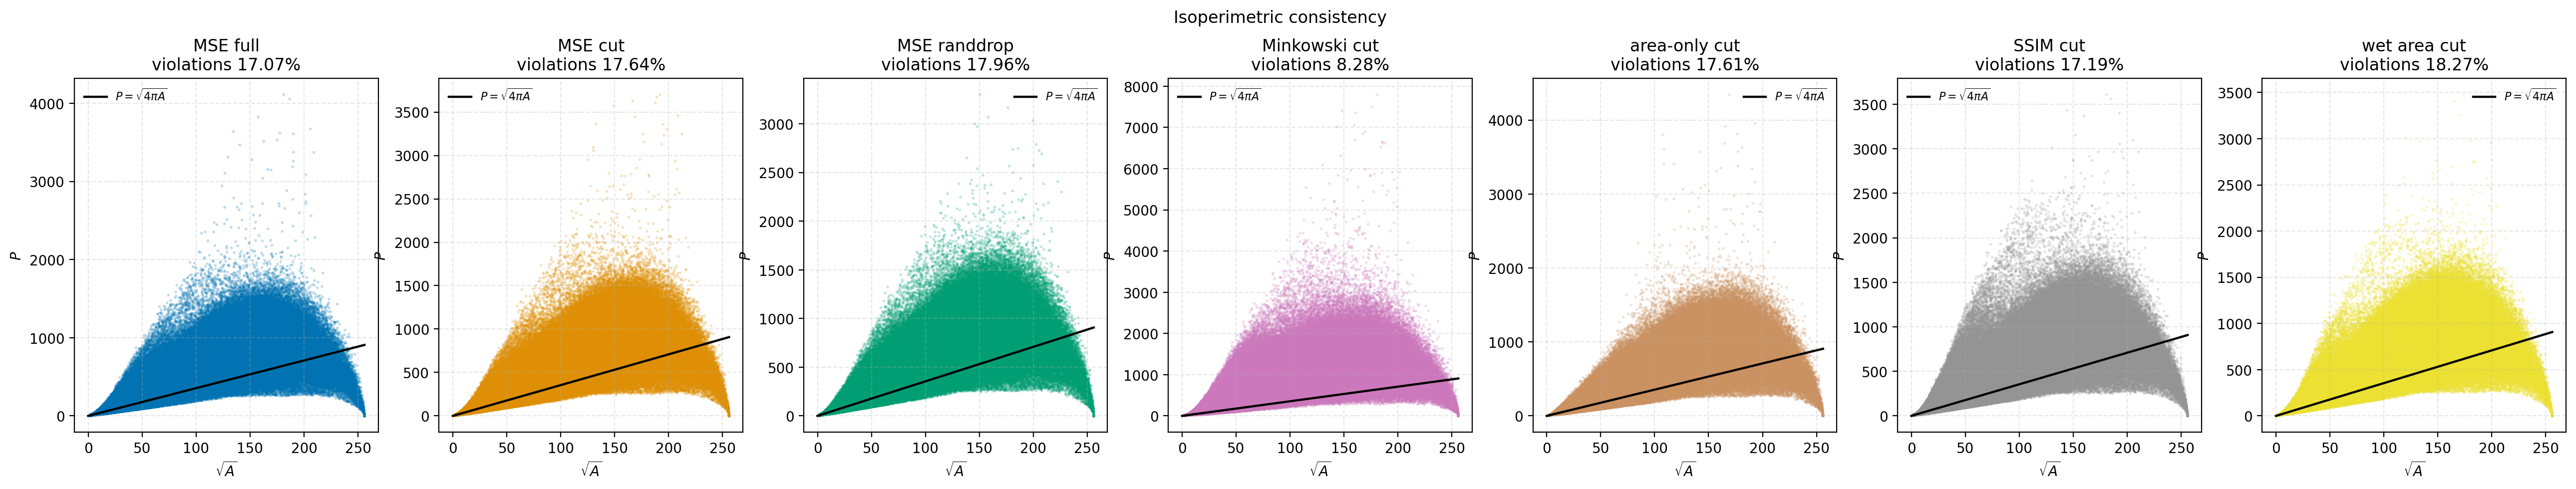 Isoperimetric consistency
MSE full
violations 17.07%
P = √4πA
4000
3000
2000
1000
0
P
0 50 100 150 200 250
√A
MSE cut
violations 17.64%
P = √4πA
3500
3000
2500
2000
1500
1000
500
0
P
0 50 100 150 200 250
√A
MSE randdrop
violations 17.96%
P = √4πA
3000
2500
2000
1500
1000
500
0
P
0 50 100 150 200 250
√A
Minkowski cut
violations 8.28%
P = √4πA
8000
7000
6000
5000
4000
3000
2000
1000
0
P
0 50 100 150 200 250
√A
area-only cut
violations 17.61%
P = √4πA
4000
3000
2000
1000
0
P
0 50 100 150 200 250
√A
SSIM cut
violations 17.19%
P = √4πA
3500
3000
2500
2000
1500
1000
500
0
P
0 50 100 150 200 250
√A
wet area cut
violations 18.27%
P = √4πA
3500
3000
2500
2000
1500
1000
500
0
P
0 50 100 150 200 250
√A